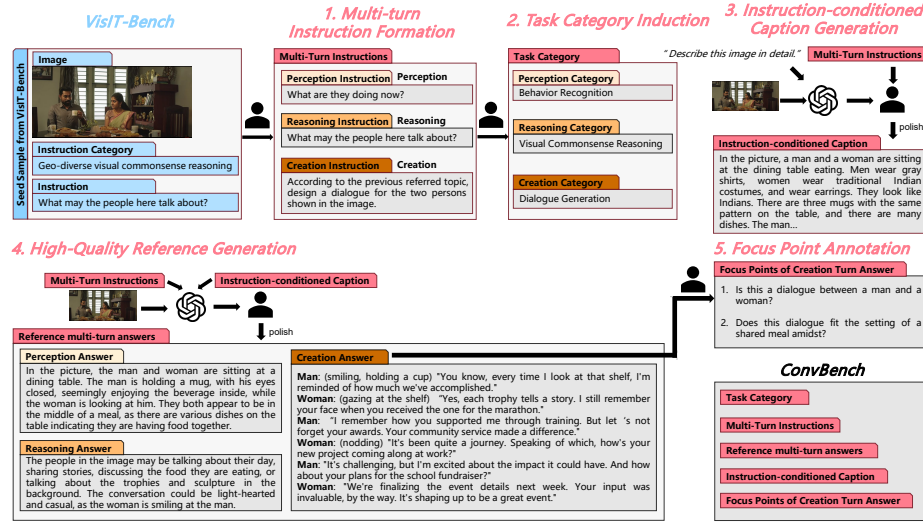 VisIT-Bench
1. Multi-turn
Instruction Formation
2. Task Category Induction
3. Instruction-conditioned
Caption Generation
Seed Sample from VisIT-Bench
Image
Instruction Category
Geo-diverse visual commonsense reasoning
Instruction
What may the people here talk about?
Multi-Turn Instructions
Perception Instruction Perception
What are they doing now?
Reasoning Instruction Reasoning
What may the people here talk about?
Creation Instruction Creation
According to the previous referred topic,
design a dialogue for the two persons
shown in the image.
Task Category
Perception Category
Behavior Recognition
Reasoning Category
Visual Commonsense Reasoning
Creation Category
Dialogue Generation
“ Describe this image in detail.”
Multi-Turn Instructions
polish
Instruction-conditioned Caption
In the picture, a man and a woman are sitting
at the dining table eating. Men wear gray
shirts, women wear traditional Indian
costumes, and wear earrings. They look like
Indians. There are three mugs with the same
pattern on the table, and there are many
dishes. The man...
4. High-Quality Reference Generation
Multi-Turn Instructions
Instruction-conditioned Caption
polish
Reference multi-turn answers
Perception Answer
In the picture, the man and woman are sitting at a
dining table. The man is holding a mug, with his eyes
closed, seemingly enjoying the beverage inside, while
the woman is looking at him. They both appear to be in
the middle of a meal, as there are various dishes on the
table indicating they are having food together.
Reasoning Answer
The people in the image may be talking about their day,
sharing stories, discussing the food they are eating, or
talking about the trophies and sculpture in the
background. The conversation could be light-hearted
and casual, as the woman is smiling at the man.
Creation Answer
Man: (smiling, holding a cup) "You know, every time I look at that shelf, I'm
reminded of how much we've accomplished."
Woman: (gazing at the shelf) "Yes, each trophy tells a story. I still remember
your face when you received the one for the marathon."
Man: "I remember how you supported me through training. But let 's not
forget your awards. Your community service made a difference."
Woman: (nodding) "It's been quite a journey. Speaking of which, how's your
new project coming along at work?"
Man: "It's challenging, but I'm excited about the impact it could have. And how
about your plans for the school fundraiser?"
Woman: "We're finalizing the event details next week. Your input was
invaluable, by the way. It's shaping up to be a great event."
5. Focus Point Annotation
Focus Points of Creation Turn Answer
1. Is this a dialogue between a man and a
woman?
2. Does this dialogue fit the setting of a
shared meal amidst?
ConvBench
Task Category
Multi-Turn Instructions
Reference multi-turn answers
Instruction-conditioned Caption
Focus Points of Creation Turn Answer